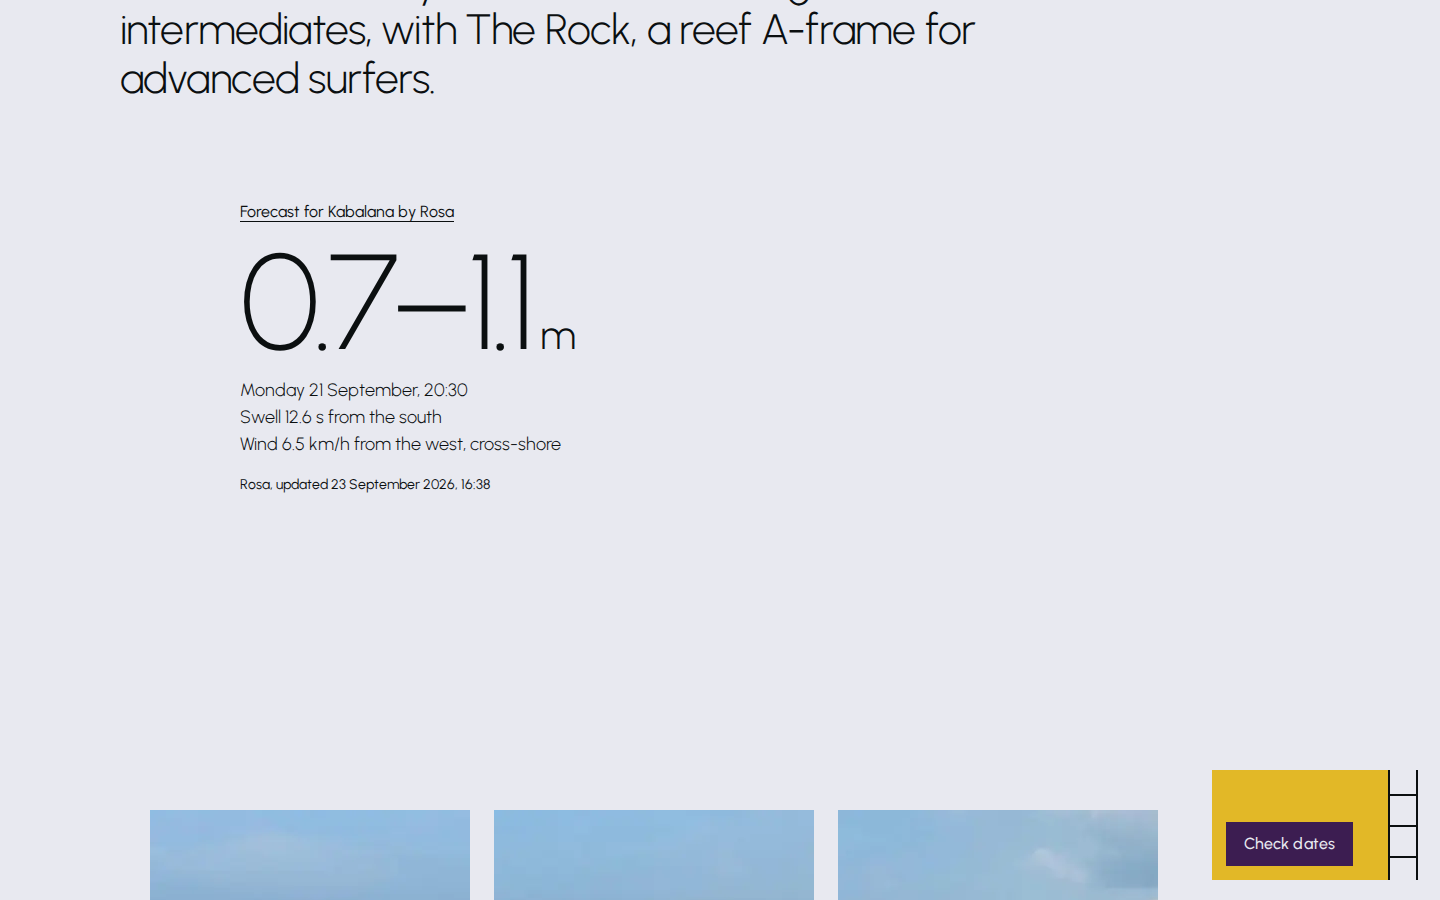 intermediates, with The Rock, a reef A-frame for
advanced surfers.
Forecast for Kabalana by Rosa
0.7–1.1 m
Monday 21 September, 20:30
Swell 12.6 s from the south
Wind 6.5 km/h from the west, cross-shore
Rosa, updated 23 September 2026, 16:38
Check dates